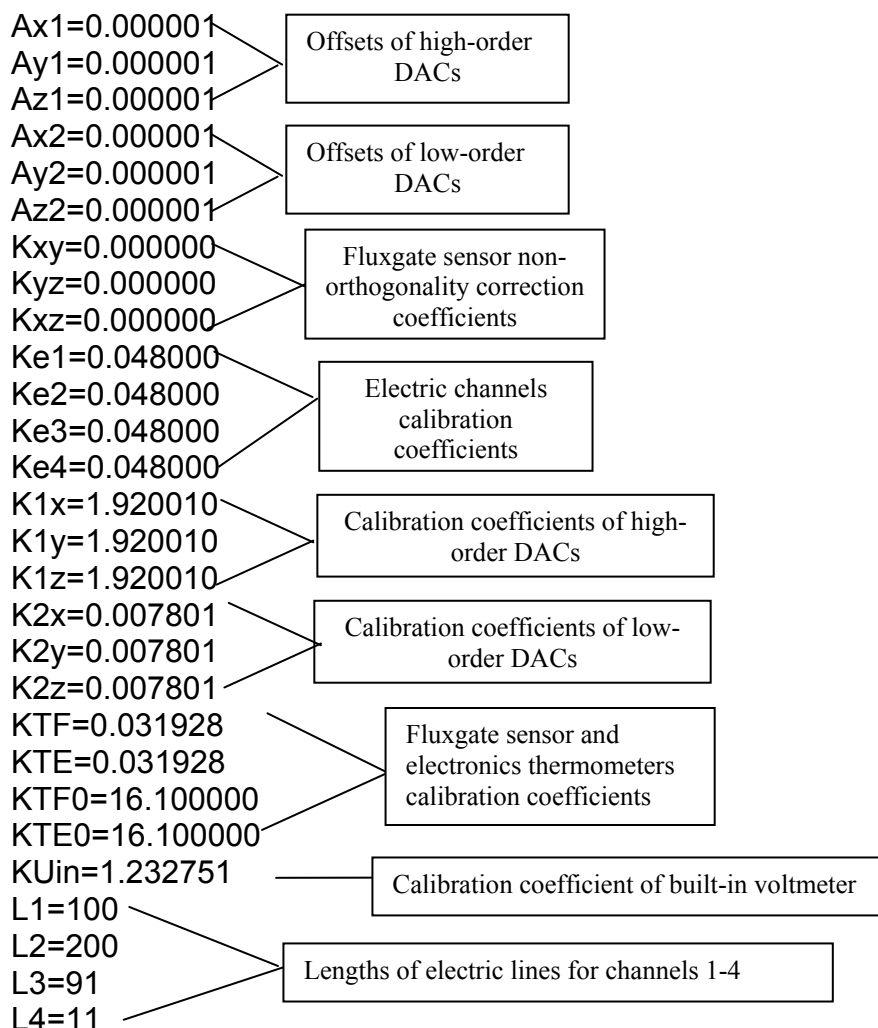 Ax1=0.000001
Ay1=0.000001
Az1=0.000001
Offsets of high-order
DACs
Ax2=0.000001
Ay2=0.000001
Az2=0.000001
Offsets of low-order
DACs
Kxy=0.000000
Kyz=0.000000
Kxz=0.000000
Fluxgate sensor non-
orthogonality correction
coefficients
Ke1=0.048000
Ke2=0.048000
Ke3=0.048000
Ke4=0.048000
Electric channels
calibration
coefficients
K1x=1.920010
K1y=1.920010
K1z=1.920010
Calibration coefficients of high-
order DACs
K2x=0.007801
K2y=0.007801
K2z=0.007801
Calibration coefficients of low-
order DACs
KTF=0.031928
KTE=0.031928
KTF0=16.100000
KTE0=16.100000
Fluxgate sensor and
electronics thermometers
calibration coefficients
KUin=1.232751
Calibration coefficient of built-in voltmeter
L1=100
L2=200
L3=91
L4=11
Lengths of electric lines for channels 1-4